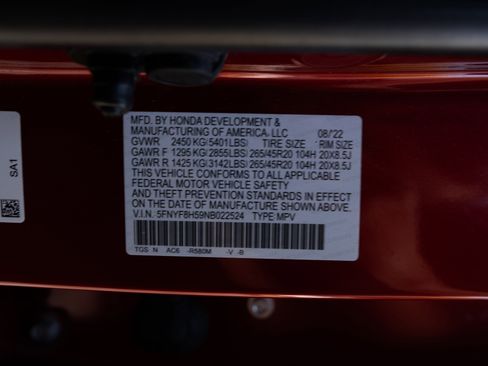 MFD. BY HONDA DEVELOPMENT &
MANUFACTURING OF AMERICA, LLC 08/'22
GVWR 2450 KG(5401LBS) TIRE SIZE RIM SIZE
GAWR F 1295 KG(2855LBS) 265/45R20 104H 20X8.5J
GAWR R 1425 KG(3142LBS) 265/45R20 104H 20X8.5J
THIS VEHICLE CONFORMS TO ALL APPLICABLE
FEDERAL MOTOR VEHICLE SAFETY
AND THEFT PREVENTION STANDARDS IN EFFECT
ON THE DATE OF MANUFACTURE SHOWN ABOVE.
V.I.N. 5FNYF8H59NB022524 TYPE:MPV
TGS N AC6 -R580M -V -B
SA1